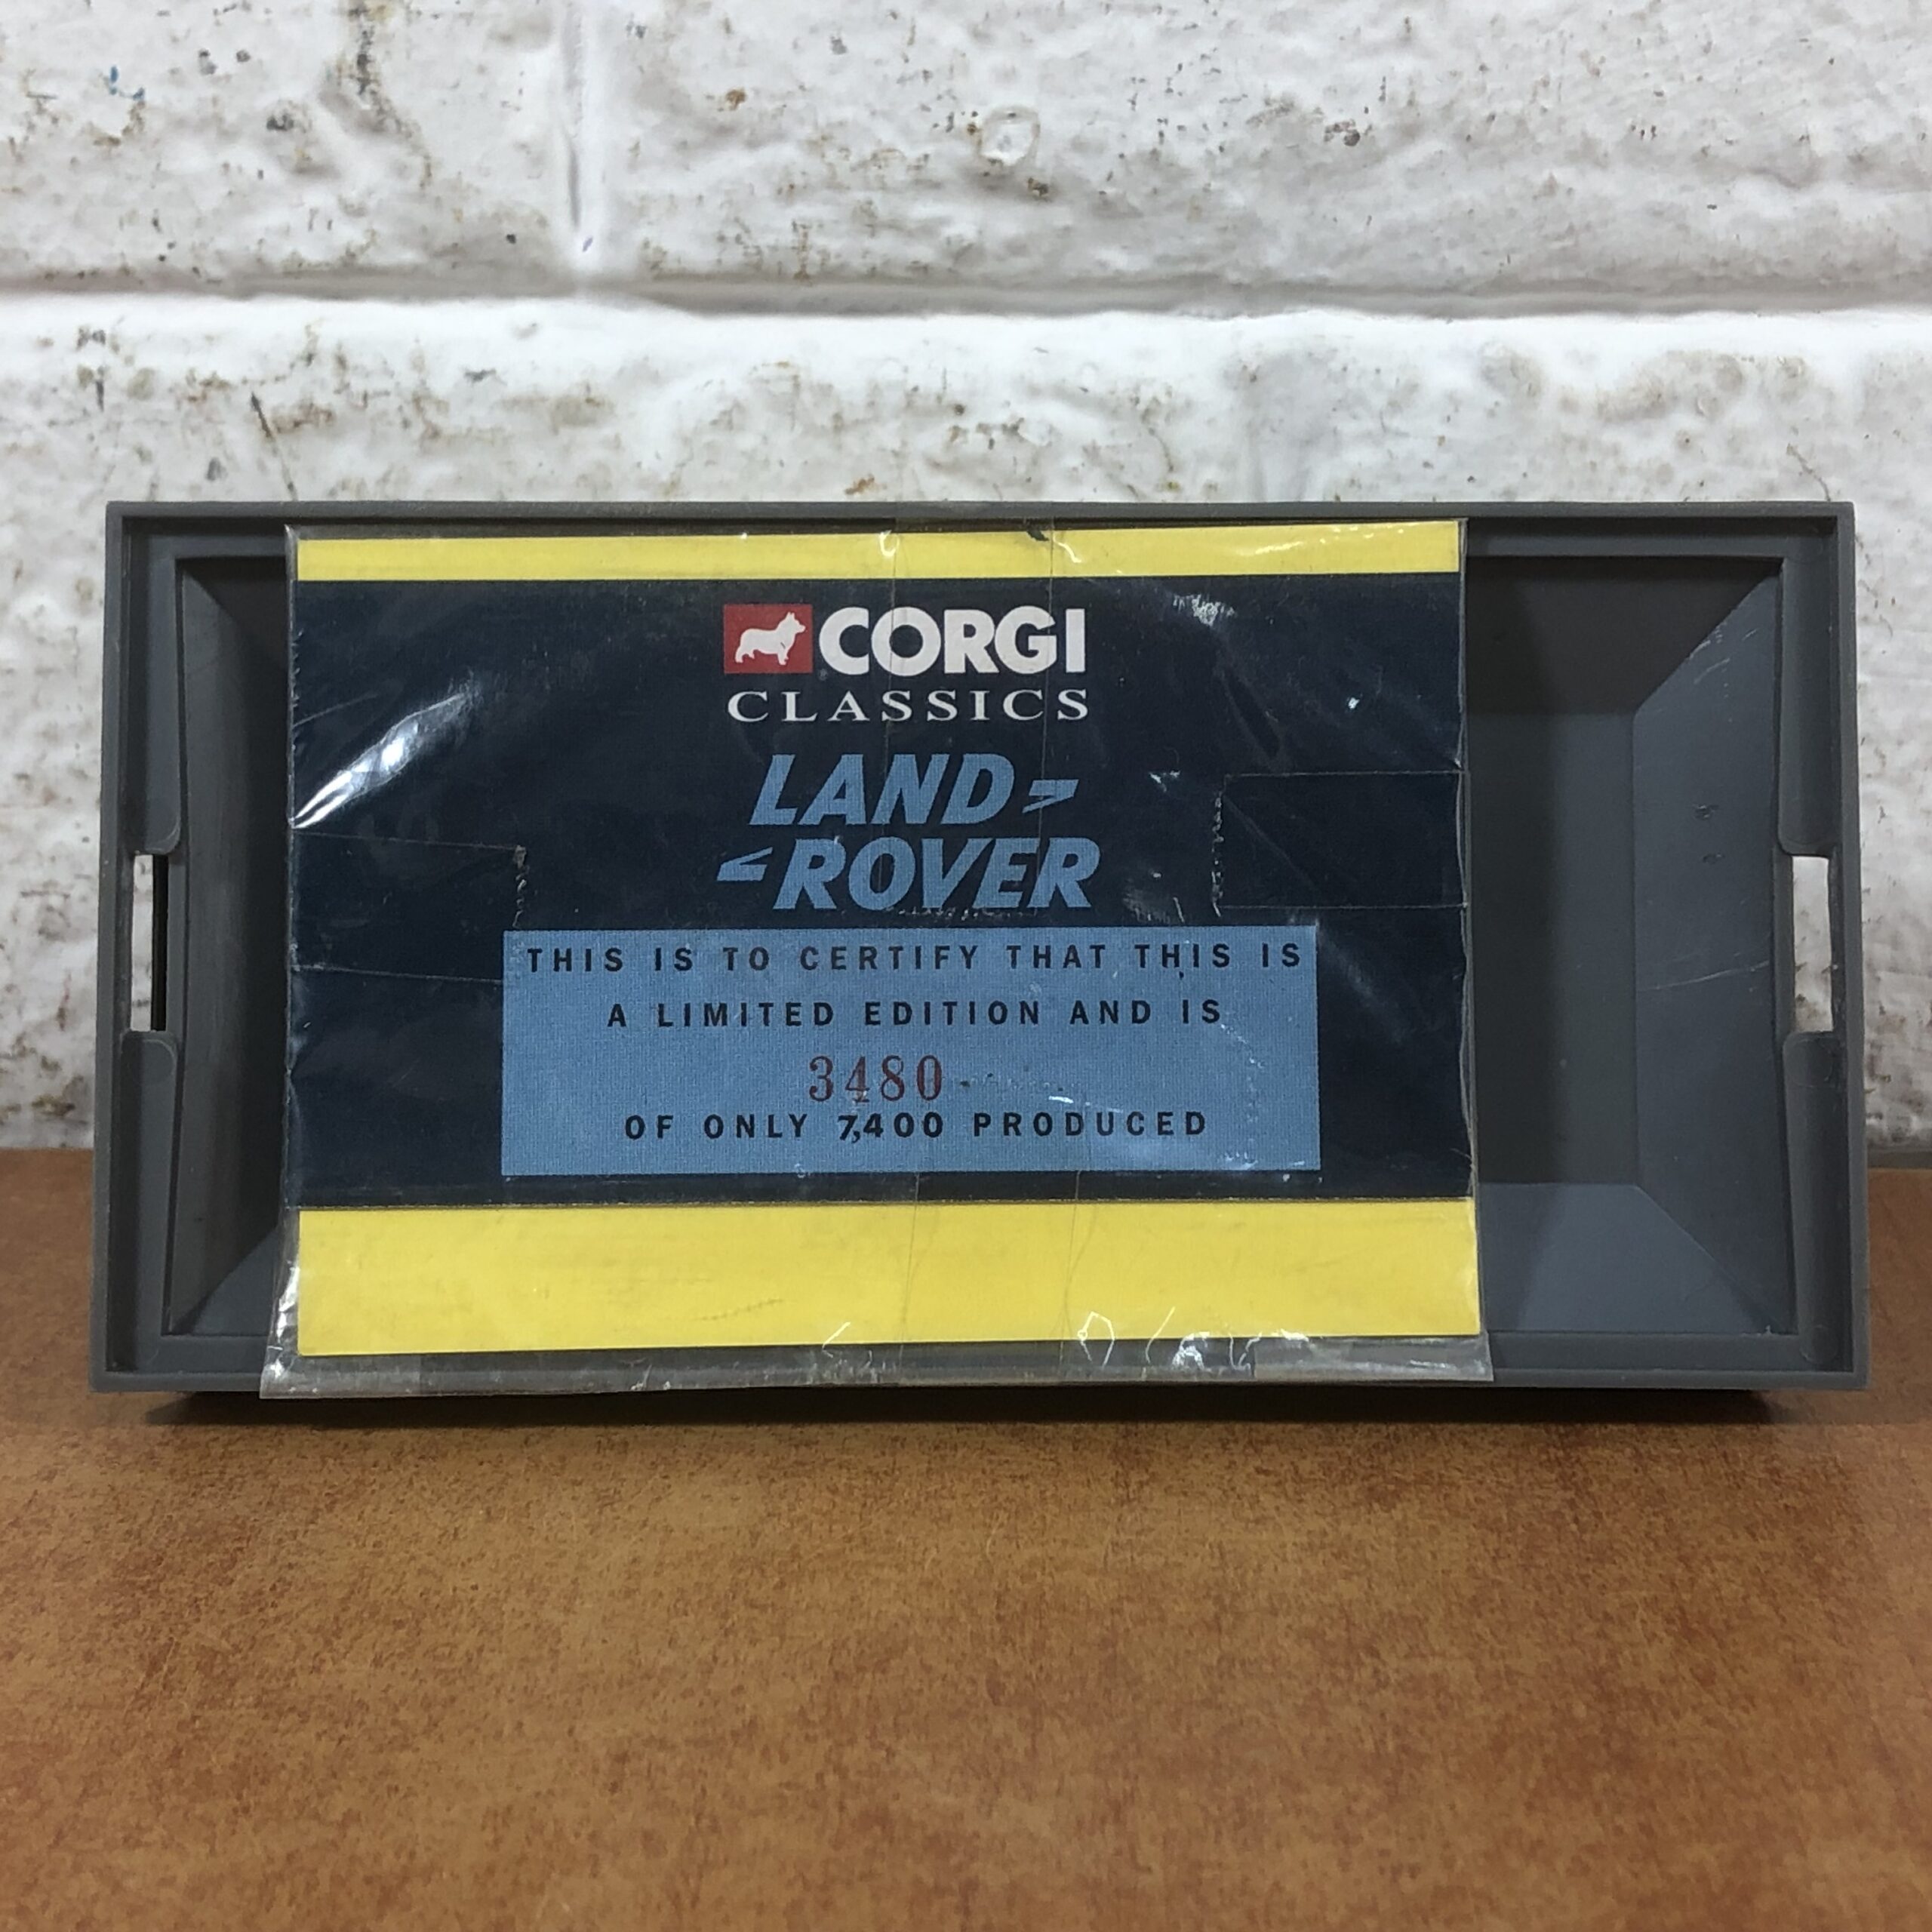 CORGI
CLASSICS
LAND-
-ROVER
THIS IS TO CERTIFY THAT THIS IS
A LIMITED EDITION AND IS
3480
OF ONLY 7,400 PRODUCED